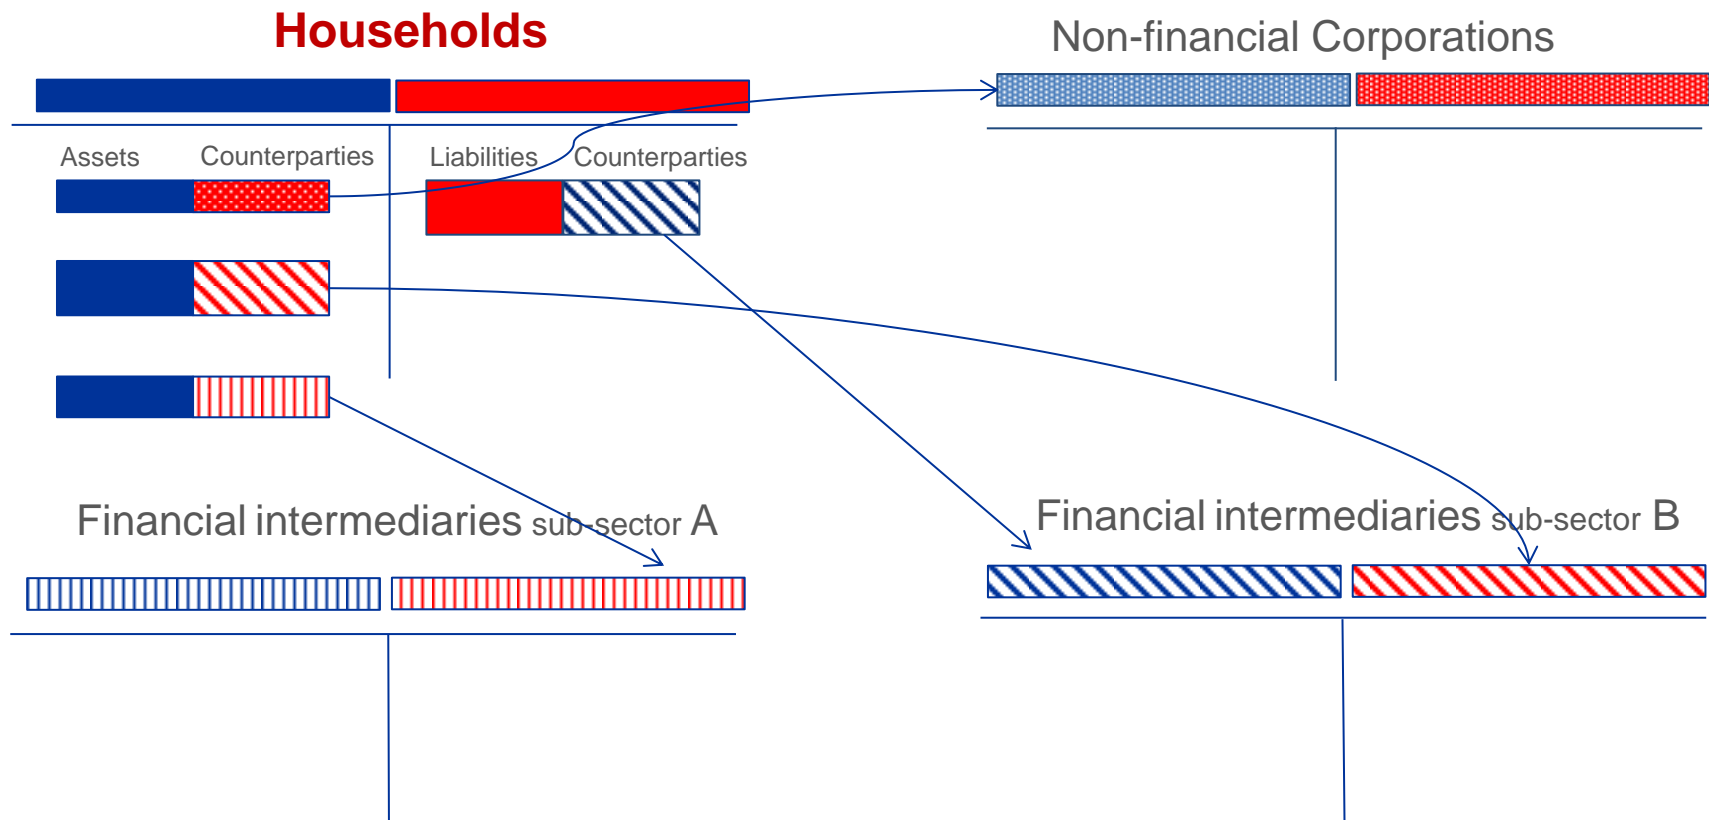 Households
Non-financial Corporations
Assets
Counterparties
Liabilities
Counterparties
Financial intermediaries sub-sector A
Financial intermediaries sub-sector B